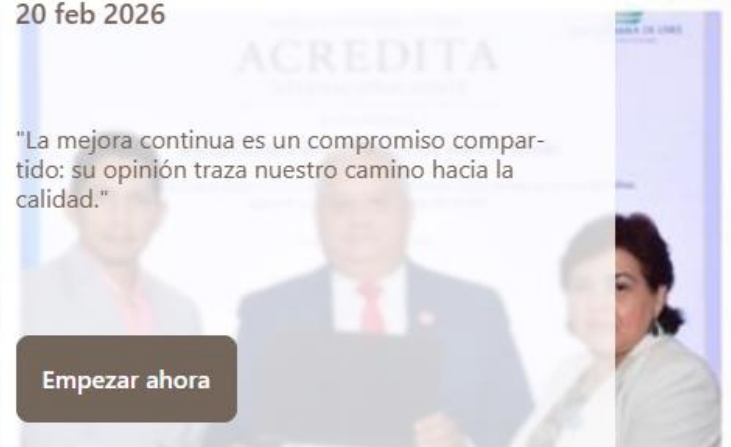 20 feb 2026
ACREDITA
"La mejora continua es un compromiso compar-
tido: su opinión traza nuestro camino hacia la
calidad."
Empezar ahora